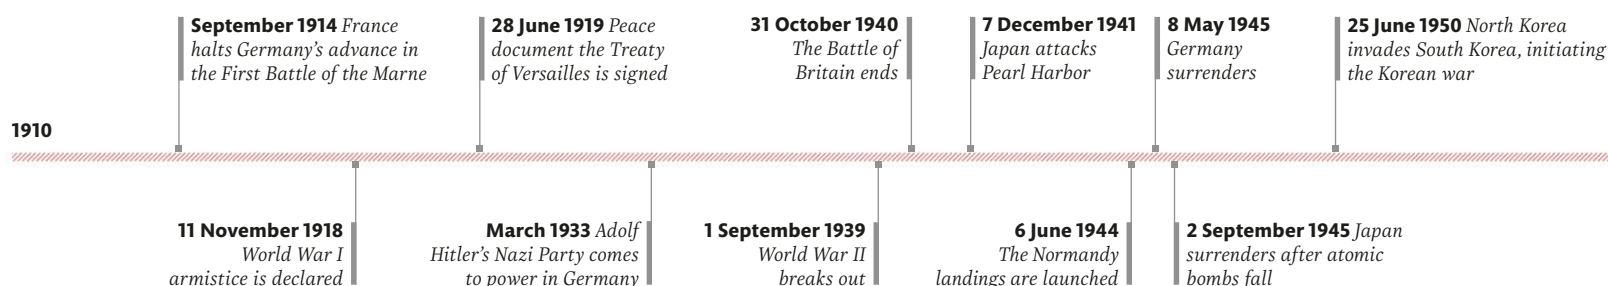 September 1914 France
halts Germany's advance in
the First Battle of the Marne
28 June 1919 Peace
document the Treaty
of Versailles is signed
31 October 1940
The Battle of
Britain ends
7 December 1941
Japan attacks
Pearl Harbor
8 May 1945
Germany
surrenders
25 June 1950 North Korea
invades South Korea, initiating
the Korean war
1910
11 November 1918
World War I
armistice is declared
March 1933 Adolf
Hitler's Nazi Party comes
to power in Germany
1 September 1939
World War II
breaks out
6 June 1944
The Normandy
landings are launched
2 September 1945 Japan
surrenders after atomic
bombs fall